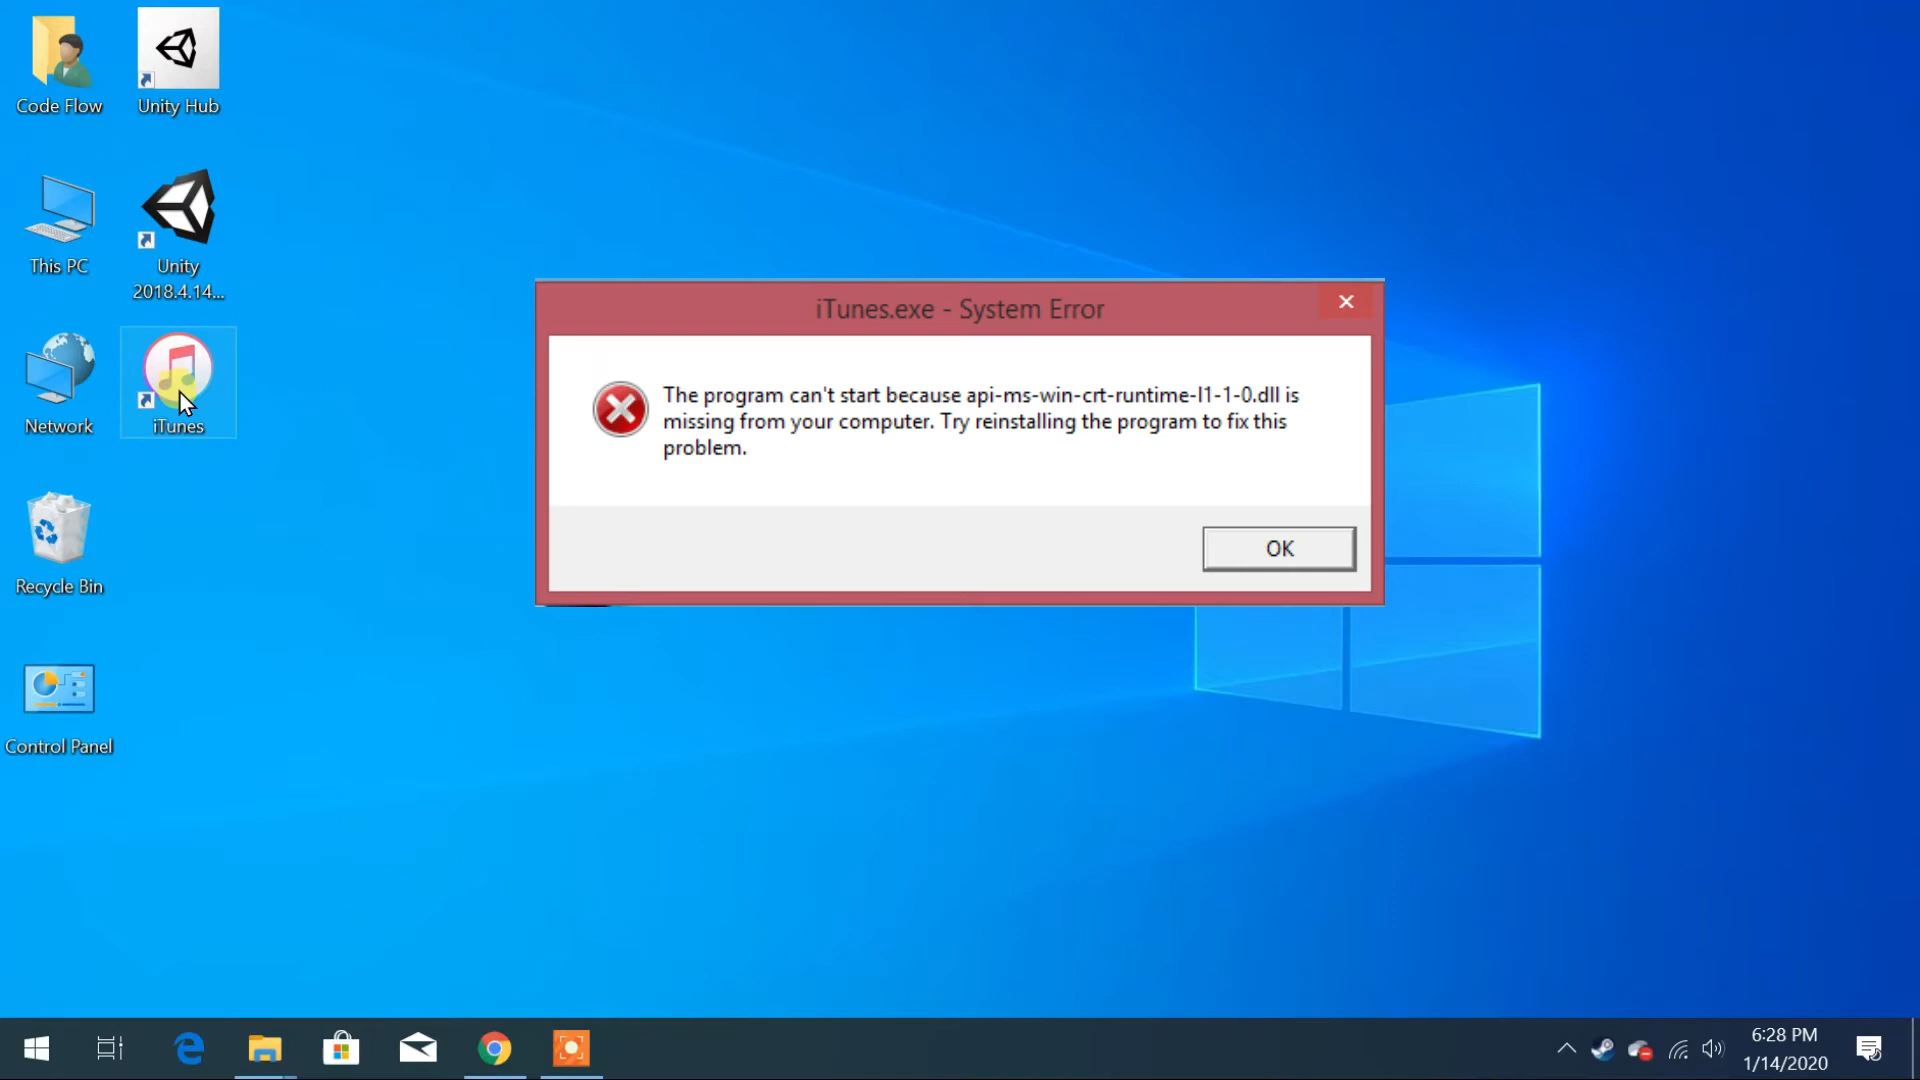 Code Flow
Unity Hub
This PC
Unity
2018.4.14...
Network
iTunes
Recycle Bin
Control Panel
iTunes.exe - System Error
The program can't start because api-ms-win-crt-runtime-l1-1-0.dll is
missing from your computer. Try reinstalling the program to fix this
problem.
OK
6:28 PM
1/14/2020